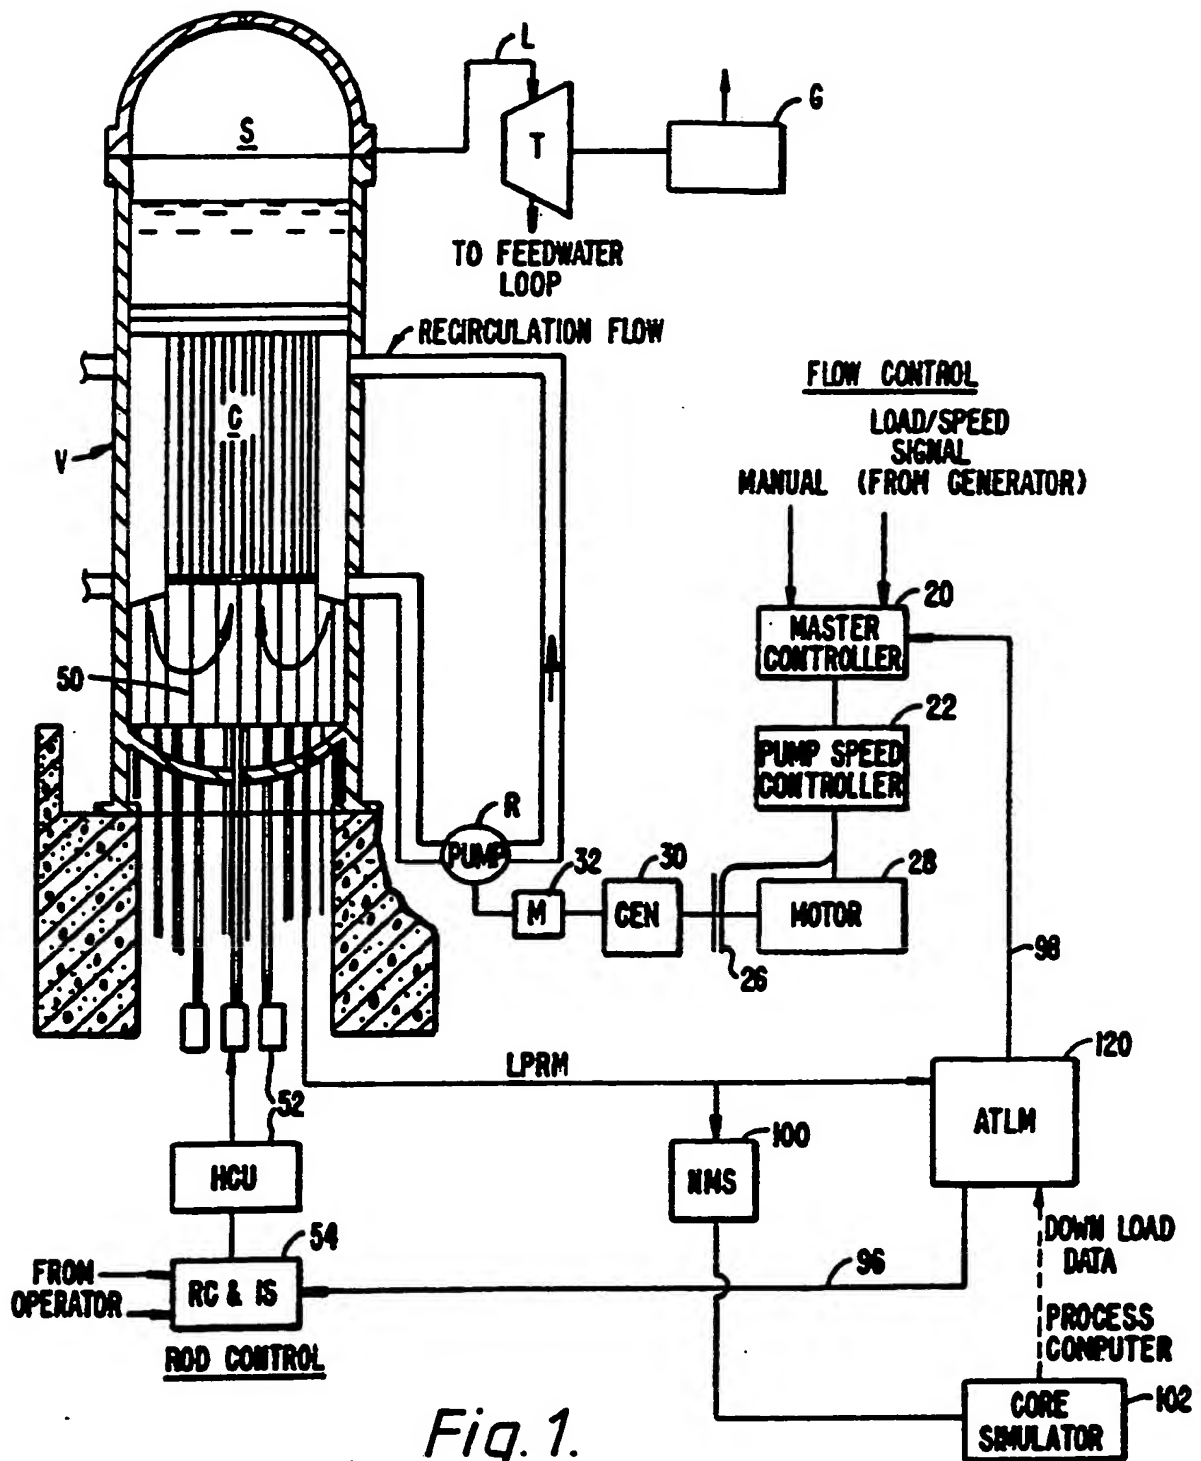 L
S
T
G
TO FEEDWATER
LOOP
RECIRCULATION FLOW
C
V
FLOW CONTROL
LOAD/SPEED
SIGNAL
MANUAL (FROM GENERATOR)
20
MASTER
CONTROLLER
50
22
PUMP SPEED
CONTROLLER
R
PUMP
32
30
28
M
GEN
MOTOR
26
98
LPRM
120
ATLM
52
100
HCU
NMS
54
DOWN LOAD
DATA
FROM
OPERATOR
RC & IS
96
PROCESS
COMPUTER
ROD CONTROL
CORE
SIMULATOR
102
Fig. 1.